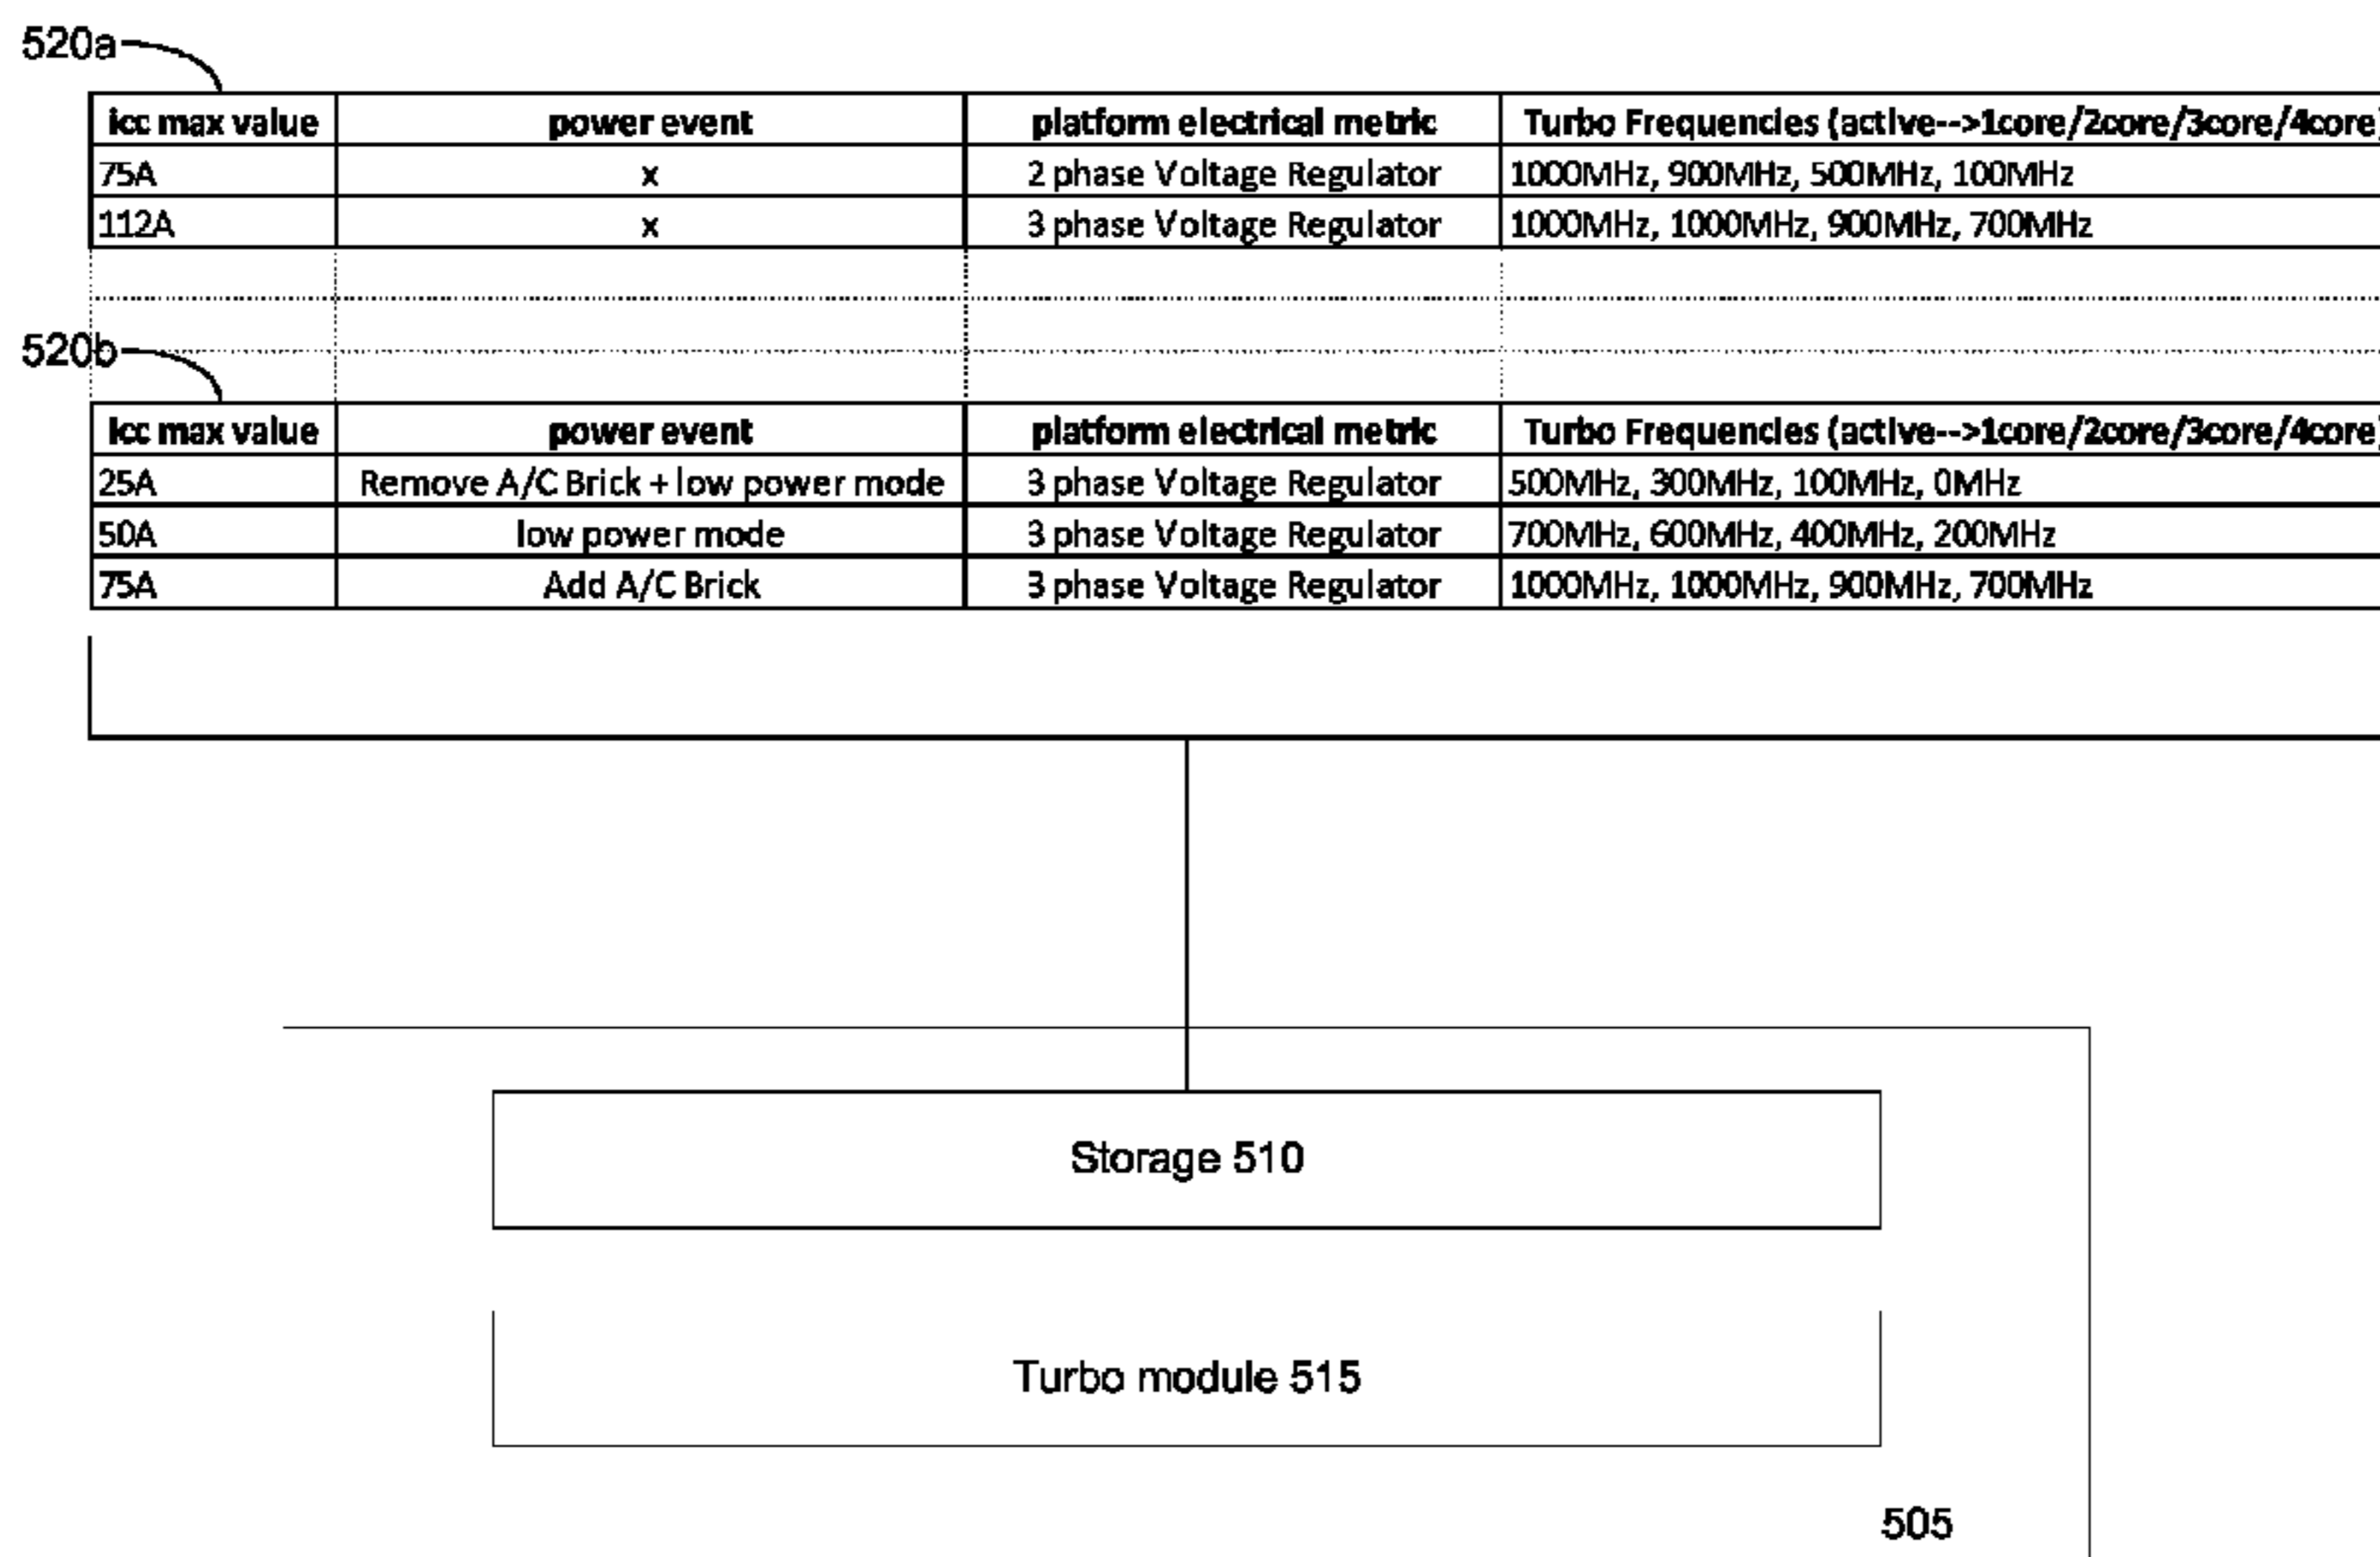 520a
icc max value power event platform electrical metric Turbo Frequencies (active-->1core/2core/3core/4core)
75A x 2 phase Voltage Regulator 1000MHz, 900MHz, 500MHz, 100MHz
112A x 3 phase Voltage Regulator 1000MHz, 1000MHz, 900MHz, 700MHz
520b
icc max value power event platform electrical metric Turbo Frequencies (active-->1core/2core/3core/4core)
25A Remove A/C Brick + low power mode 3 phase Voltage Regulator 500MHz, 300MHz, 100MHz, 0MHz
50A low power mode 3 phase Voltage Regulator 700MHz, 600MHz, 400MHz, 200MHz
75A Add A/C Brick 3 phase Voltage Regulator 1000MHz, 1000MHz, 900MHz, 700MHz
Storage 510
Turbo module 515
505